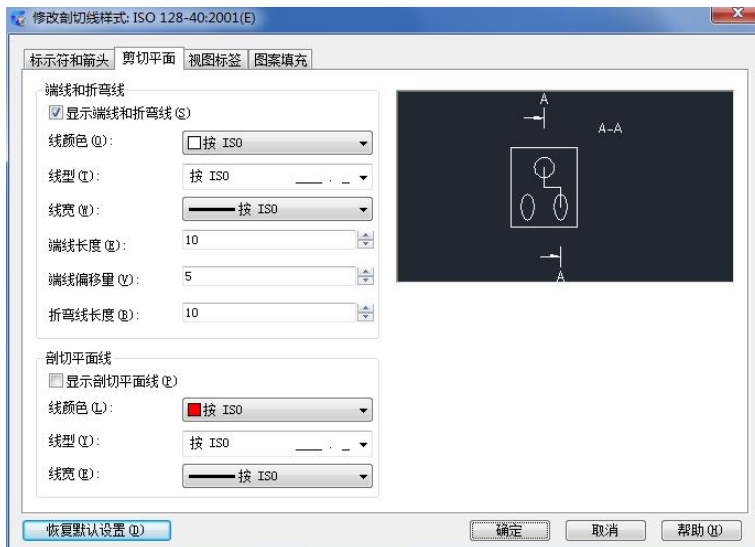 修改剖切线样式: ISO 128-40:2001(E)
标示符和箭头 剪切平面 视图标签 图案填充
端线和折弯线
显示端线和折弯线(S)
线颜色(O): 按 ISO
线型(T): 按 ISO
线宽(W): 按 ISO
端线长度(E): 10
端线偏移量(V): 5
折弯线长度(B): 10
A
A-A
A
剖切平面线
显示剖切平面线(P)
线颜色(L): 按 ISO
线型(Y): 按 ISO
线宽(E): 按 ISO
恢复默认设置(D) 确定 取消 帮助(H)